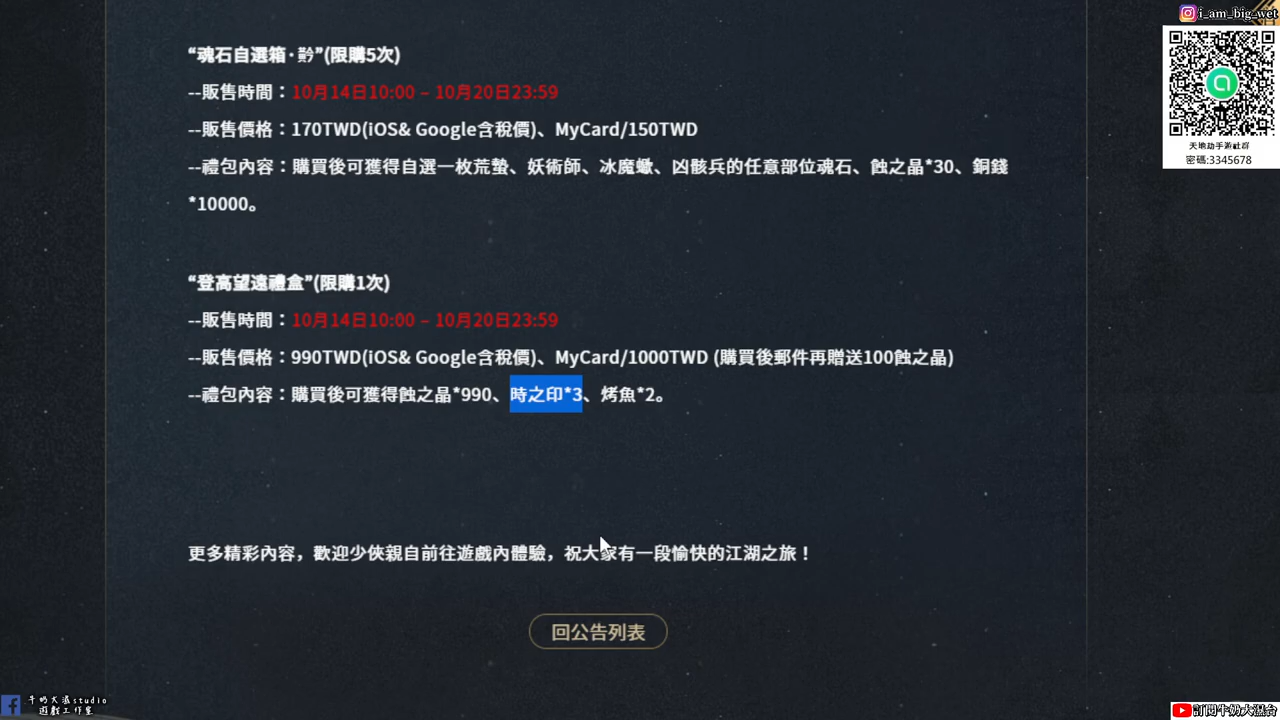 i_am_big_wet
“魂石自選箱·黔”(限購5次)
--販售時間：10月14日10:00 – 10月20日23:59
--販售價格：170TWD(iOS& Google含稅價)、MyCard/150TWD
--禮包內容：購買後可獲得自選一枚荒螢、妖術師、冰魔蠍、凶骸兵的任意部位魂石、蝕之晶*30、銅錢
*10000。
天地劫手遊社群
密碼:3345678
“登高望遠禮盒”(限購1次)
--販售時間：10月14日10:00 – 10月20日23:59
--販售價格：990TWD(iOS& Google含稅價)、MyCard/1000TWD (購買後郵件再贈送100蝕之晶)
--禮包內容：購買後可獲得蝕之晶*990、時之印*3、烤魚*2。
更多精彩內容，歡迎少俠親自前往遊戲內體驗，祝大家有一段愉快的江湖之旅！
回公告列表
牛奶大濕studio
遊戲工作室
訂閱牛奶大濕台